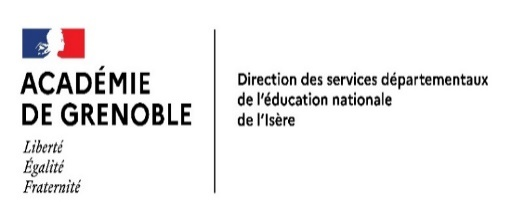 ACADÉMIE
DE GRENOBLE
Liberté
Égalité
Fraternité
Direction des services départementaux
de l'éducation nationale
de l'Isère